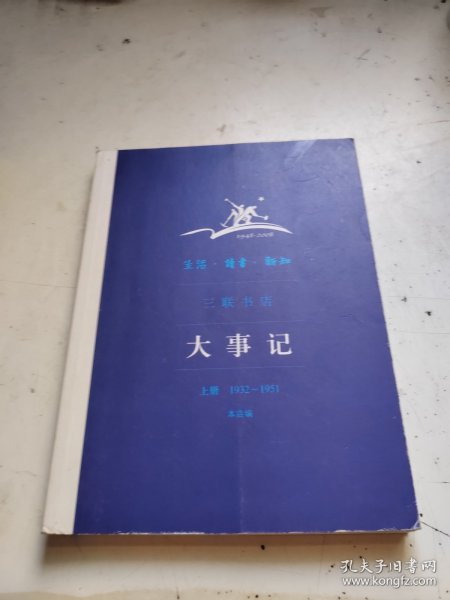 1948-2008
生活·讀書·新知
三联书店
大事记
上册 1932－1951
本店编
孔夫子旧书网
www.kongfz.com